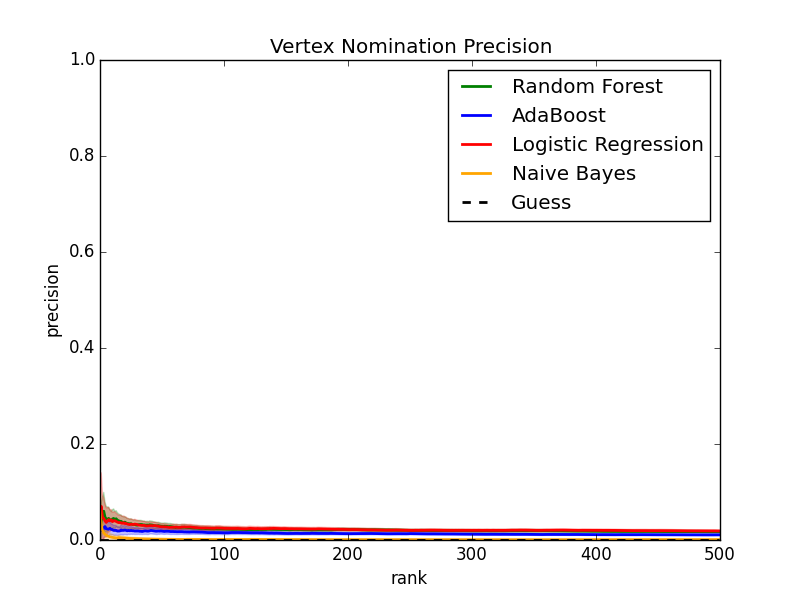 Vertex Nomination Precision
1.0
0.8
0.6
0.4
0.2
0.0
precision
Random Forest
AdaBoost
Logistic Regression
Naive Bayes
Guess
0
100
200
300
400
500
rank